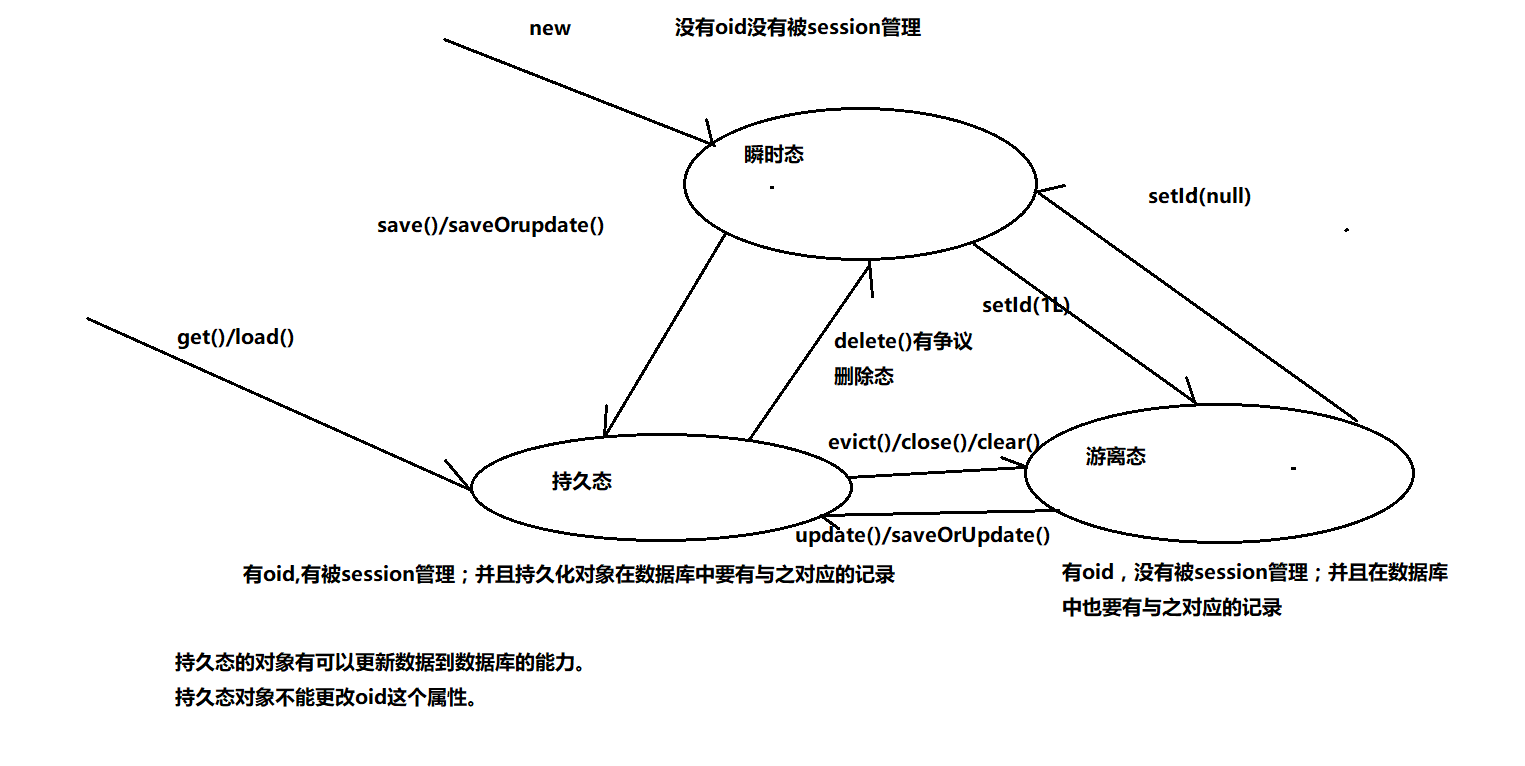 new
没有oid没有被session管理
瞬时态
setId(null)
save()/saveOrupdate()
setId(1L)
get()/load()
delete()有争议
删除态
evict()/close()/clear()
游离态
持久态
update()/saveOrUpdate()
有oid,有被session管理；并且持久化对象在数据库中要有与之对应的记录
有oid，没有被session管理；并且在数据库
中也要有与之对应的记录
持久态的对象有可以更新数据到数据库的能力。
持久态对象不能更改oid这个属性。